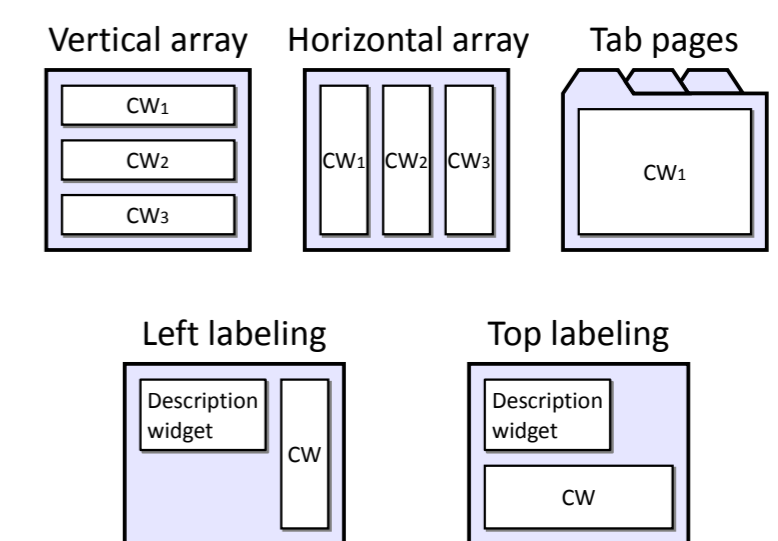 Vertical array
Horizontal array
Tab pages
CW1
CW2
CW3
CW1
CW2
CW3
CW1
Left labeling
Top labeling
Description
widget
CW
Description
widget
CW